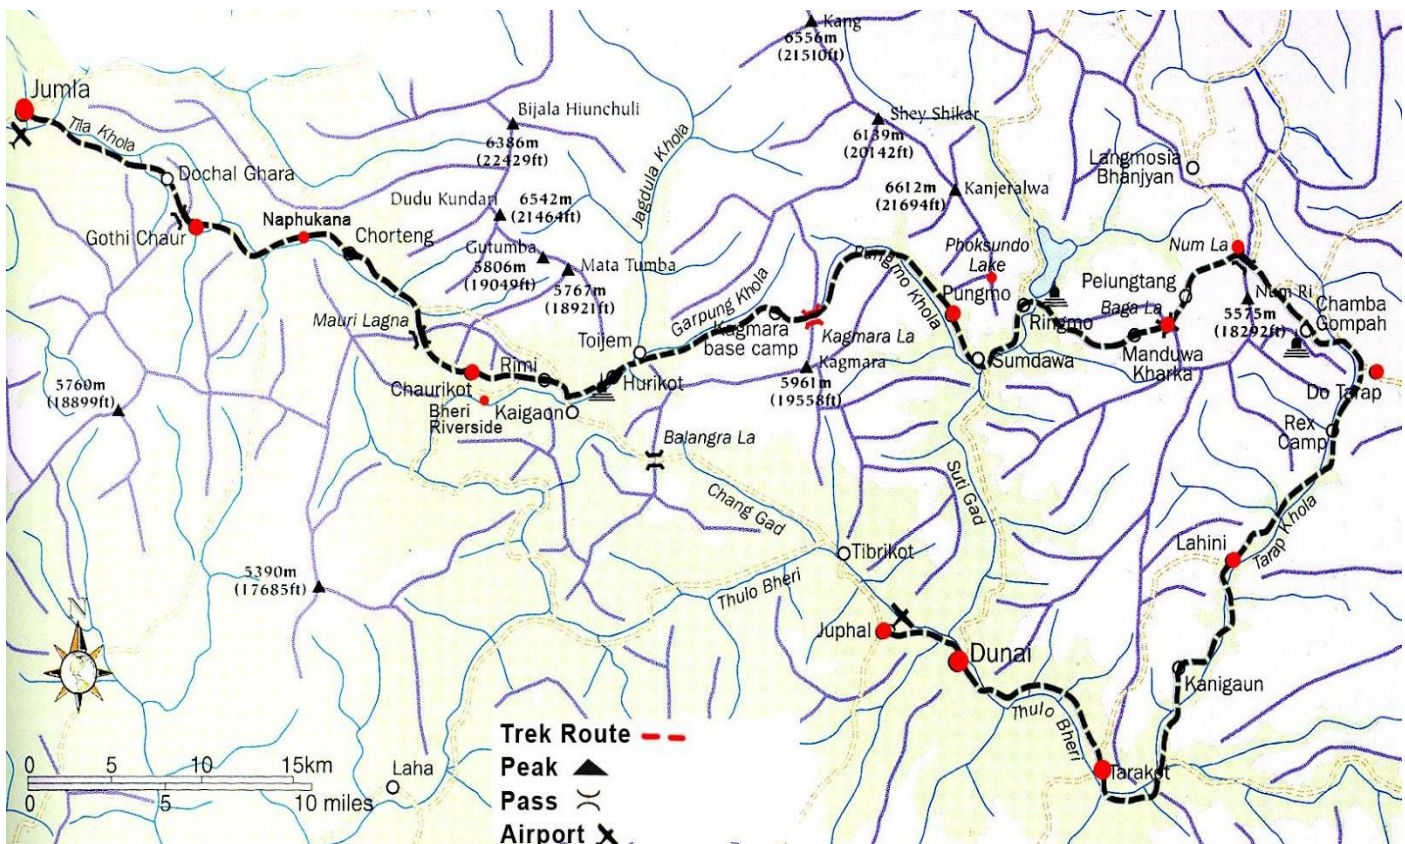 Kang
6556m
(21510ft)
Jumla
Tila Khola
Bijala Hiunchuli
6386m
(22429ft)
Jagdula Khola
Shey Shikar
6139m
(20142ft)
Langmosia
Bhanjyan
Dochal Ghara
Dudu Kundari
6542m
(21464ft)
6612m
(21694ft)
Kanjeralwa
Gothi Chaur
Naphukana
Chorteng
Gutumba
5806m
(19049ft)
Mata Tumba
5767m
(18921ft)
Pungmo Khola
Phoksundo
Lake
Num La
Pelungtang
Pungmo
Ringmo
Baga La
Num Ri
5575m
(18292ft)
Chamba
Gompah
Mauri Lagna
Toijem
Garpung Khola
Kagmara
base camp
Kagmara La
Kagmara
5961m
(19558ft)
Sumdawa
Manduwa
Kharka
Do Tarap
5760m
(18899ft)
Chaurikot
Rimi
Hurikot
Bheri
Riverside
Kaigaon
Rex
Camp
Balangra La
Chang Gad
Suti Gad
Tarap Khola
Lahini
Tibrikot
5390m
(17685ft)
Thulo Bheri
Juphal
Dunai
Kanigaun
N
Thulo Bheri
Tarakot
Laha
0 5 10 15km
0 5 10 miles
Trek Route
Peak
Pass
Airport